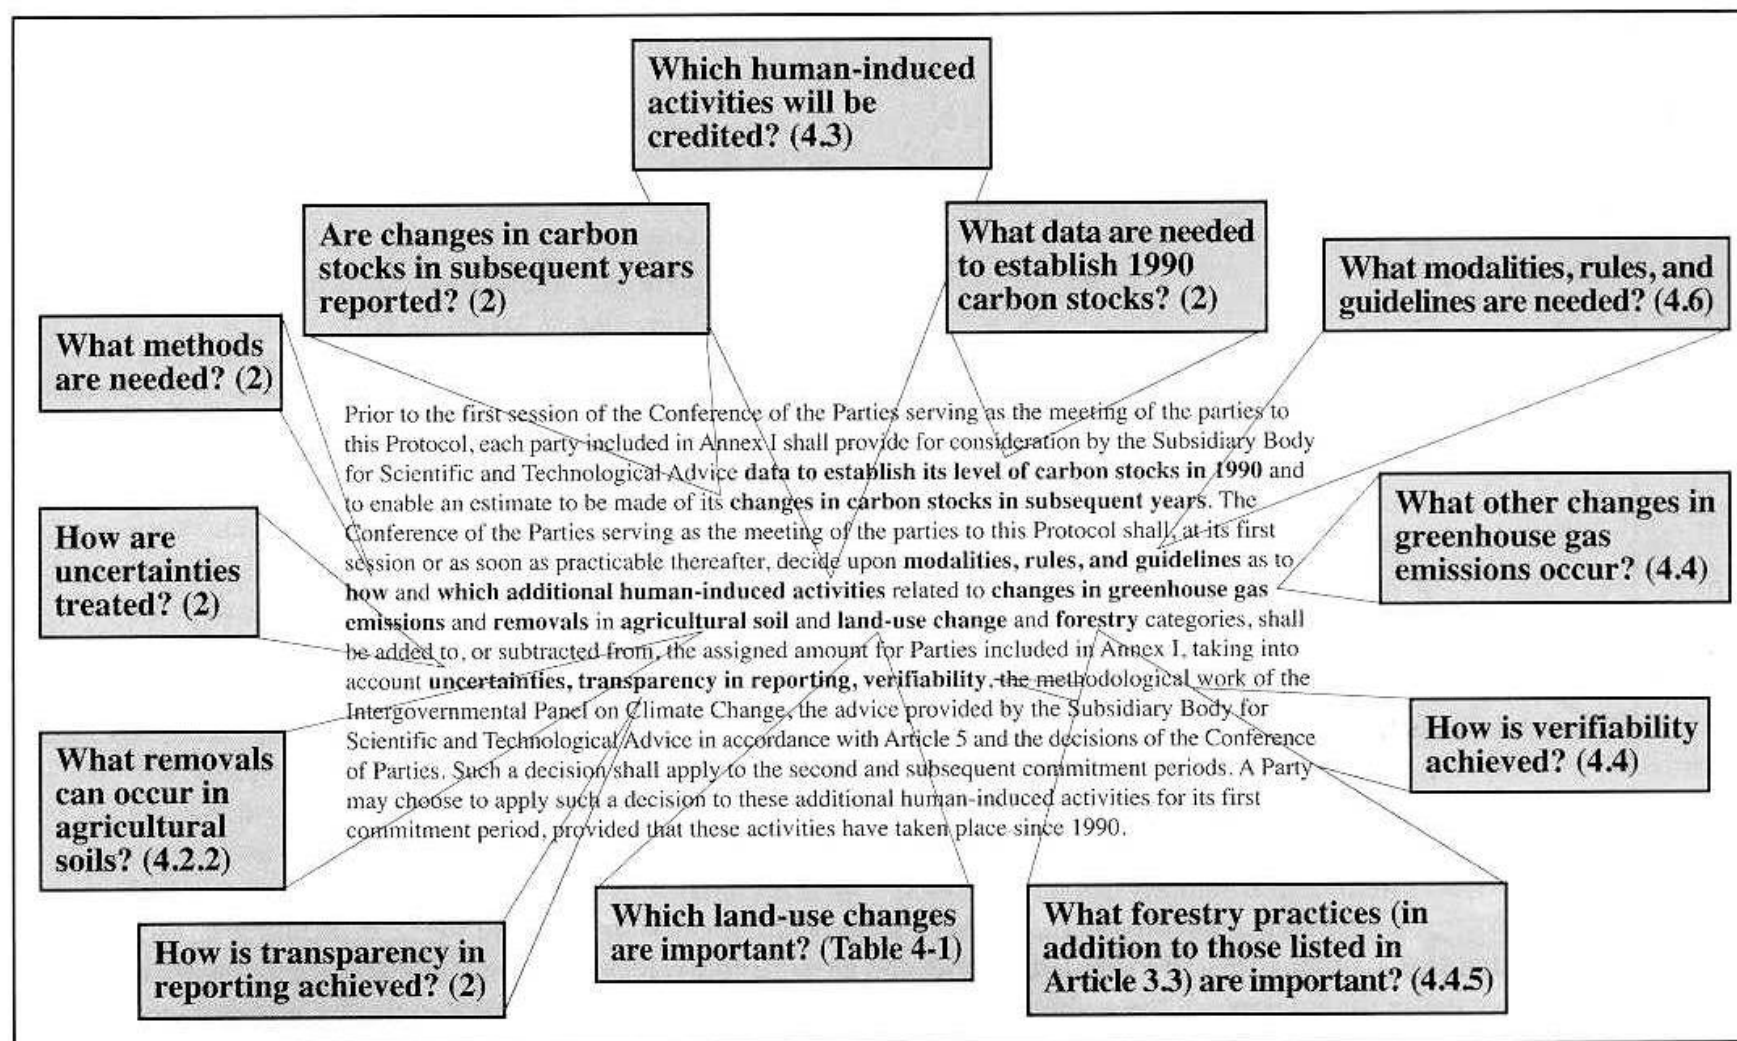 Which human-induced
activities will be
credited? (4.3)
Are changes in carbon
stocks in subsequent years
reported? (2)
What data are needed
to establish 1990
carbon stocks? (2)
What modalities, rules, and
guidelines are needed? (4.6)
What methods
are needed? (2)
Prior to the first session of the Conference of the Parties serving as the meeting of the parties to
this Protocol, each party included in Annex I shall provide for consideration by the Subsidiary Body
for Scientific and Technological Advice data to establish its level of carbon stocks in 1990 and
to enable an estimate to be made of its changes in carbon stocks in subsequent years. The
Conference of the Parties serving as the meeting of the parties to this Protocol shall, at its first
session or as soon as practicable thereafter, decide upon modalities, rules, and guidelines as to
how and which additional human-induced activities related to changes in greenhouse gas
emissions and removals in agricultural soil and land-use change and forestry categories, shall
be added to, or subtracted from, the assigned amount for Parties included in Annex I, taking into
account uncertainties, transparency in reporting, verifiability, the methodological work of the
Intergovernmental Panel on Climate Change, the advice provided by the Subsidiary Body for
Scientific and Technological Advice in accordance with Article 5 and the decisions of the Conference
of Parties. Such a decision shall apply to the second and subsequent commitment periods. A Party
may choose to apply such a decision to these additional human-induced activities for its first
commitment period, provided that these activities have taken place since 1990.
What other changes in
greenhouse gas
emissions occur? (4.4)
How are
uncertainties
treated? (2)
How is verifiability
achieved? (4.4)
What removals
can occur in
agricultural
soils? (4.2.2)
How is transparency in
reporting achieved? (2)
Which land-use changes
are important? (Table 4-1)
What forestry practices (in
addition to those listed in
Article 3.3) are important? (4.4.5)